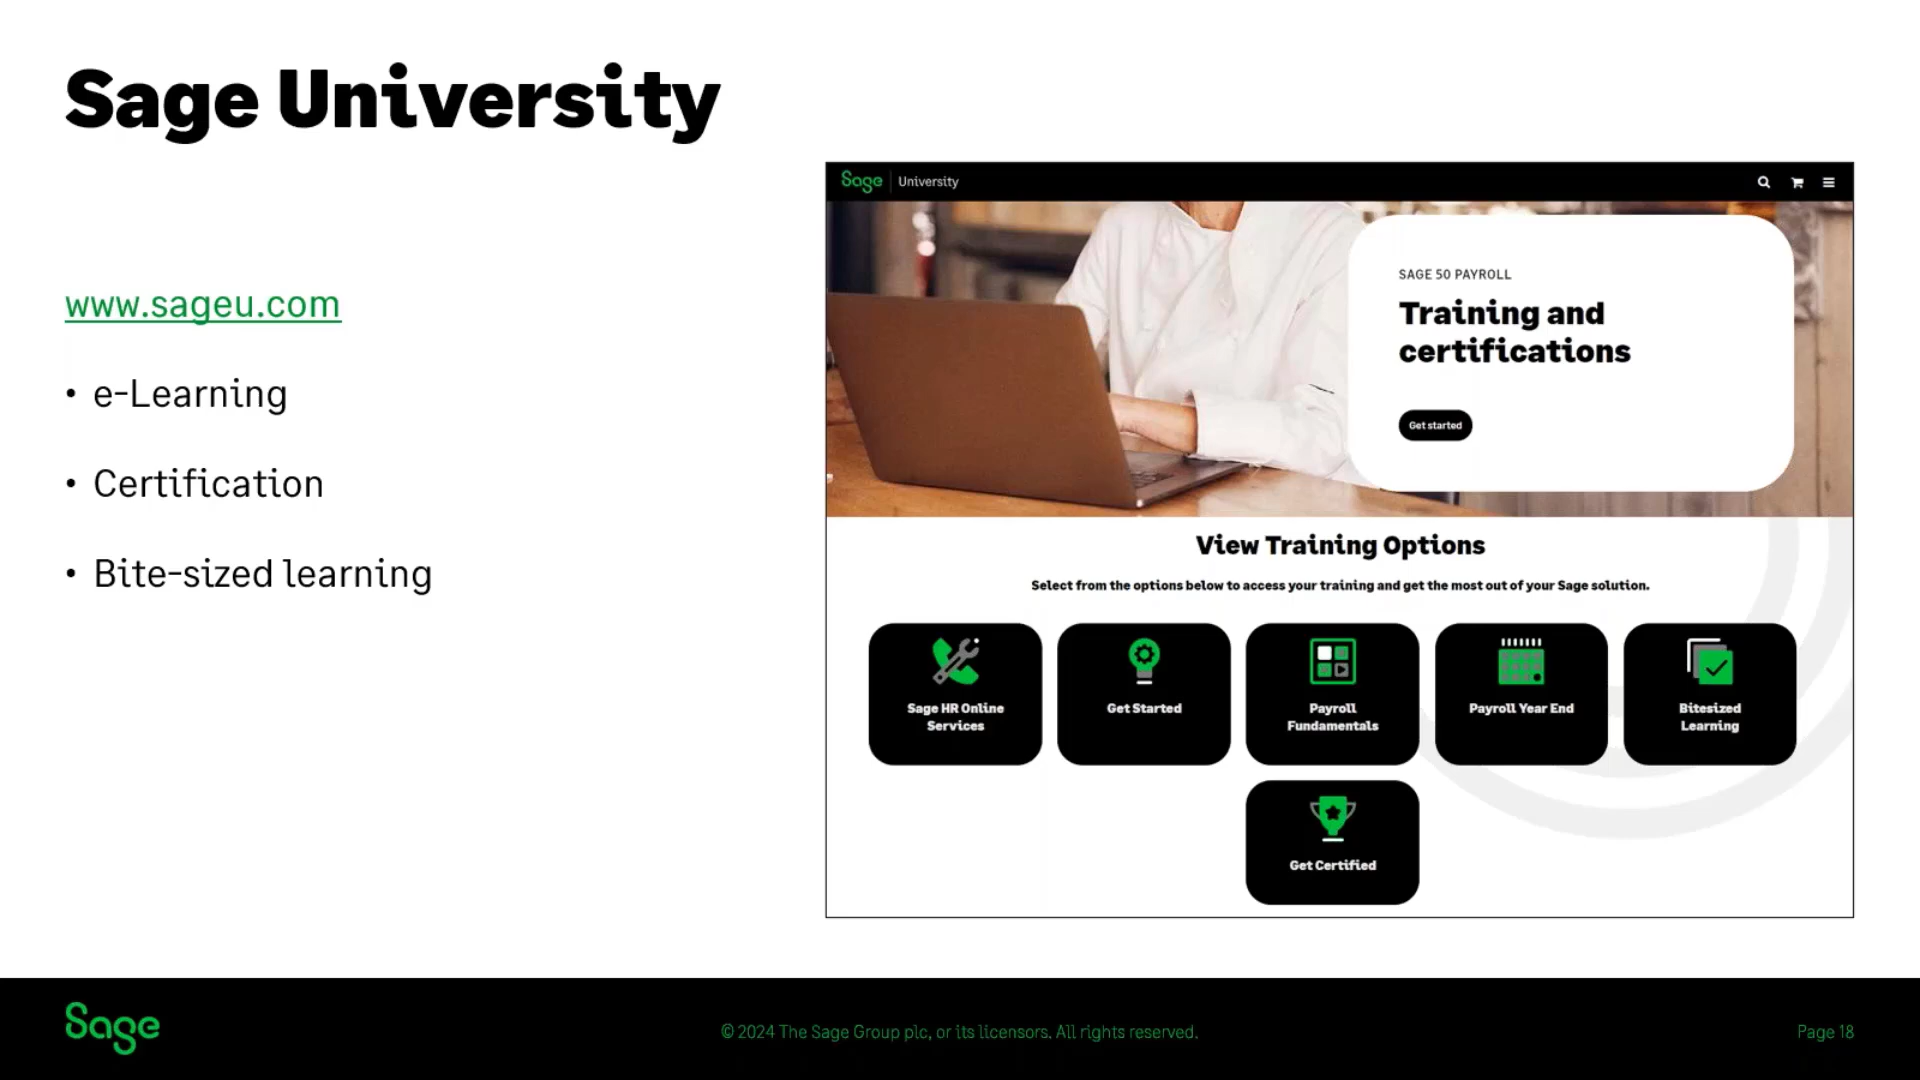 Sage University
www.sageu.com
• e-Learning
• Certification
• Bite-sized learning
Sage University
SAGE 50 PAYROLL
Training and
certifications
Get started
View Training Options
Select from the options below to access your training and get the most out of your Sage solution.
Sage HR Online
Services
Get Started
Payroll
Fundamentals
Payroll Year End
Bitesized
Learning
Get Certified
Sage
© 2024 The Sage Group plc, or its licensors. All rights reserved.
Page 18